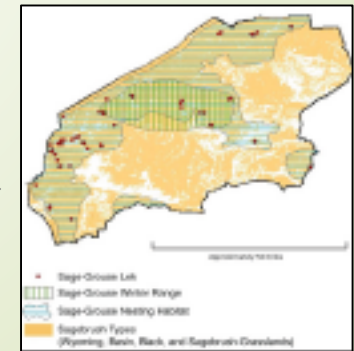 Sage-Grouse Lek
Sage-Grouse Winter Range
Sage-Grouse Nesting Habitat
Sagebrush Types
(Wyoming, Basin, Black, and Sagebrush Grasslands)